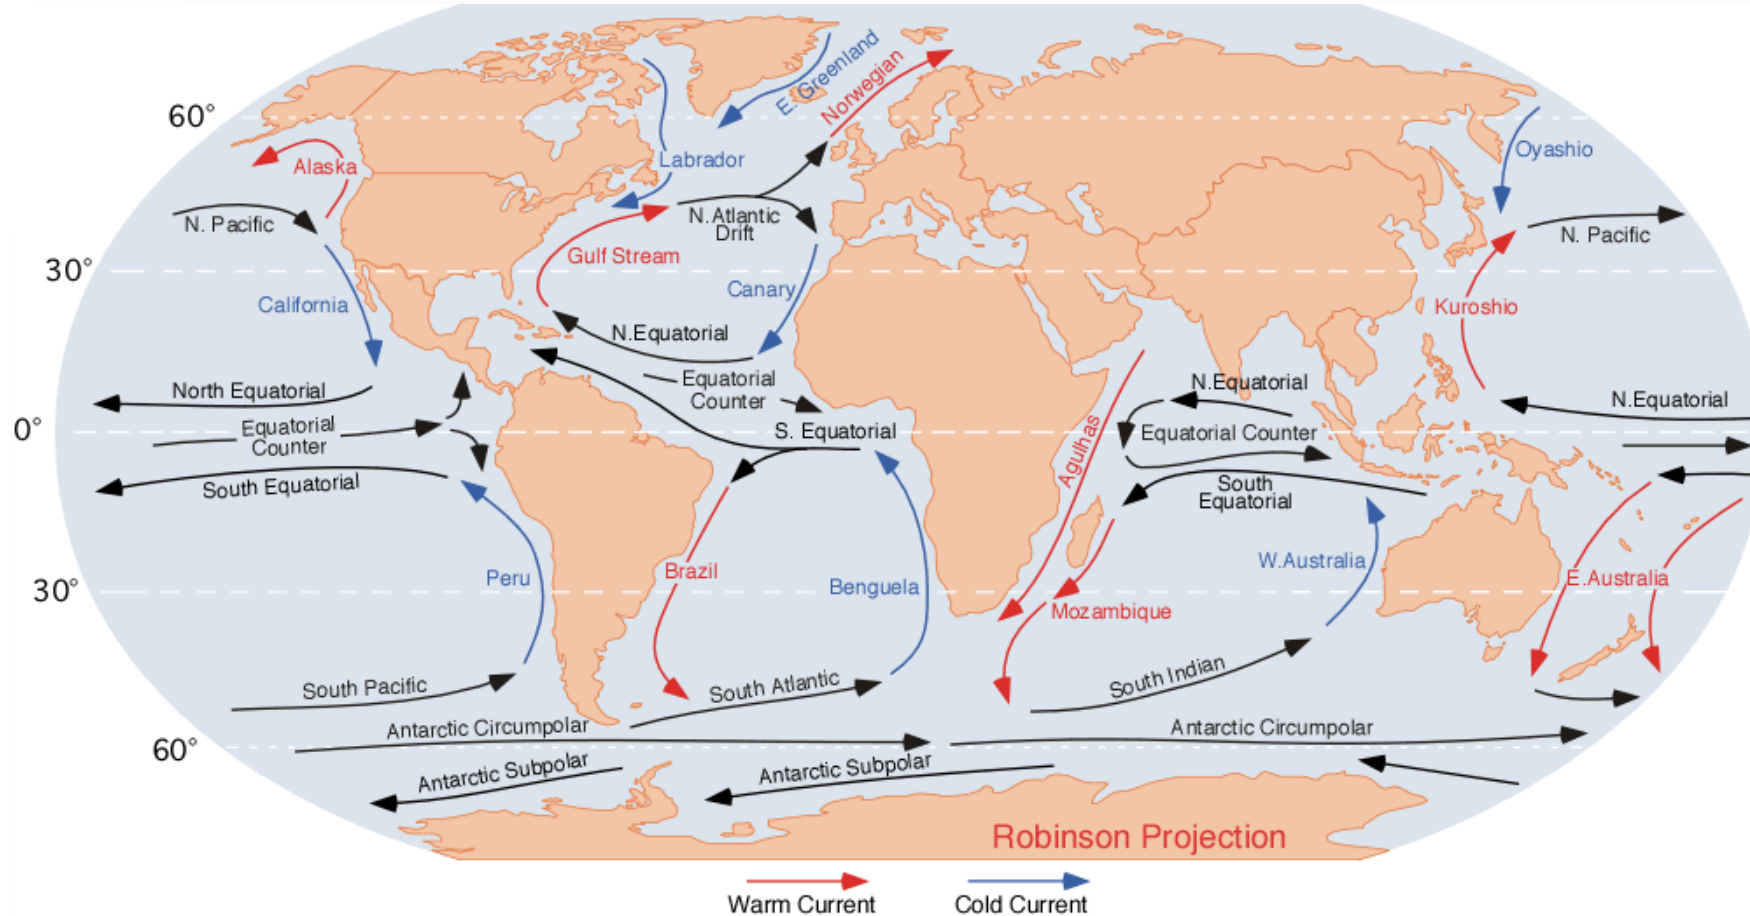 E. Greenland
Norwegian
60°
Labrador
Oyashio
Alaska
N. Pacific
N.Atlantic
Drift
N. Pacific
Gulf Stream
30°
Canary
California
Kuroshio
N.Equatorial
North Equatorial
Equatorial
Counter
N.Equatorial
N.Equatorial
0°
Equatorial
Counter
S. Equatorial
Equatorial Counter
Agulhas
South Equatorial
South
Equatorial
Peru
Brazil
Benguela
W.Australia
E.Australia
30°
Mozambique
South Pacific
South Atlantic
South Indian
Antarctic Circumpolar
Antarctic Circumpolar
60°
Antarctic Subpolar
Antarctic Subpolar
Robinson Projection
Warm Current
Cold Current